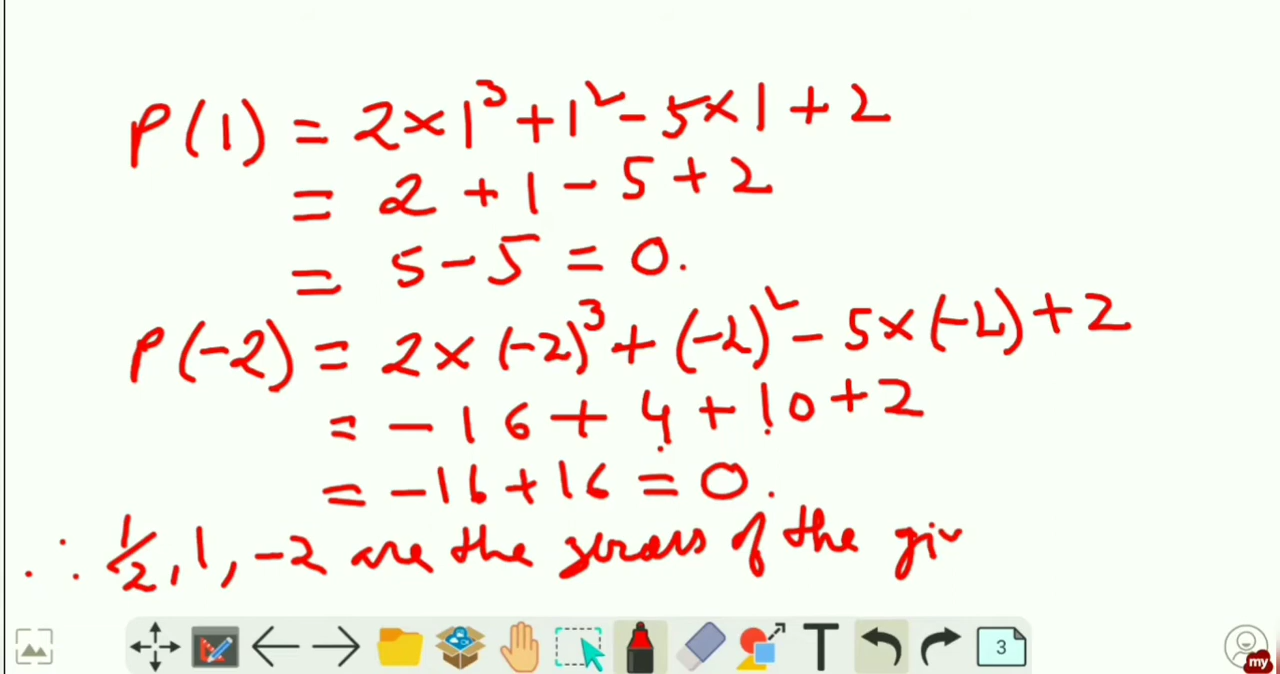 P(1) = 2×1³+1²-5×1+2
= 2+1-5+2
= 5-5=0.
P(-2) = 2×(-2)³+(-2)²-5×(-2)+2
= -16+4+10+2
= -16+16=0.
∴ 1/2, 1, -2 are the zeroes of the giv
T
3
my